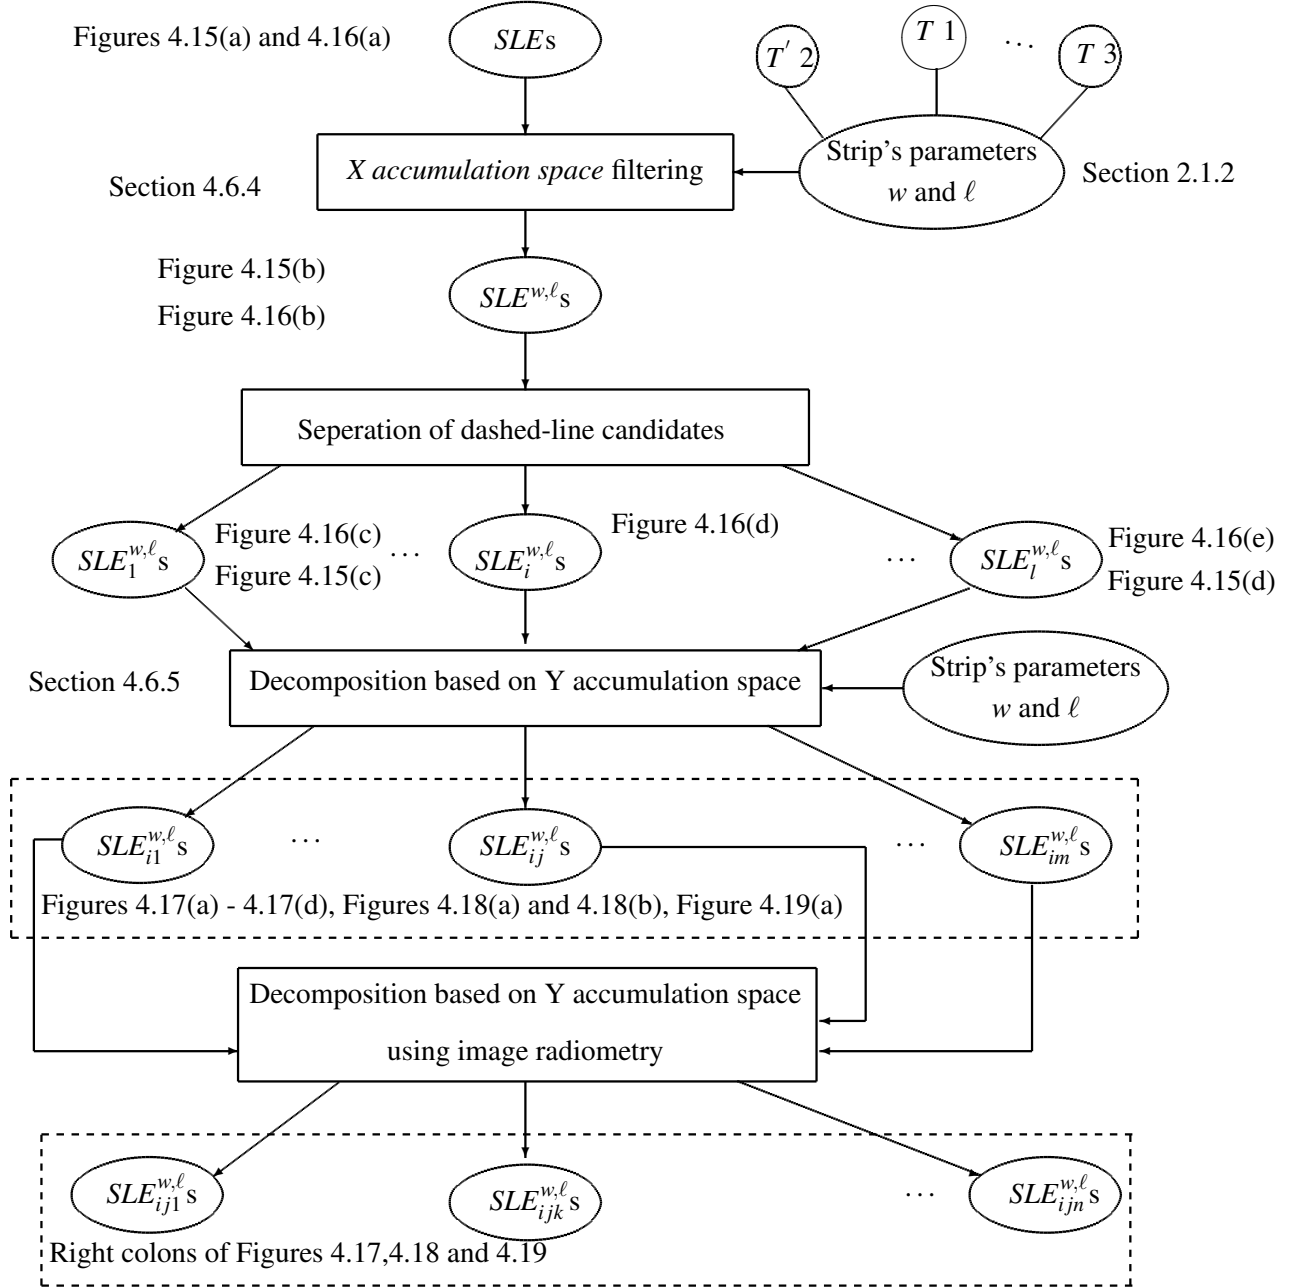 Figures 4.15(a) and 4.16(a)
SLEs
T' 2
T 1
...
T 3
X accumulation space filtering
Strip's parameters
w and ℓ
Section 2.1.2
Section 4.6.4
Figure 4.15(b)
Figure 4.16(b)
SLE^{w,ℓ}s
Seperation of dashed-line candidates
SLE_1^{w,ℓ}s
Figure 4.16(c)
Figure 4.15(c)
...
SLE_i^{w,ℓ}s
Figure 4.16(d)
...
SLE_l^{w,ℓ}s
Figure 4.16(e)
Figure 4.15(d)
Section 4.6.5
Decomposition based on Y accumulation space
Strip's parameters
w and ℓ
SLE_{i1}^{w,ℓ}s
...
SLE_{ij}^{w,ℓ}s
...
SLE_{im}^{w,ℓ}s
Figures 4.17(a) - 4.17(d), Figures 4.18(a) and 4.18(b), Figure 4.19(a)
Decomposition based on Y accumulation space
using image radiometry
SLE_{ij1}^{w,ℓ}s
SLE_{ijk}^{w,ℓ}s
...
SLE_{ijn}^{w,ℓ}s
Right colons of Figures 4.17,4.18 and 4.19